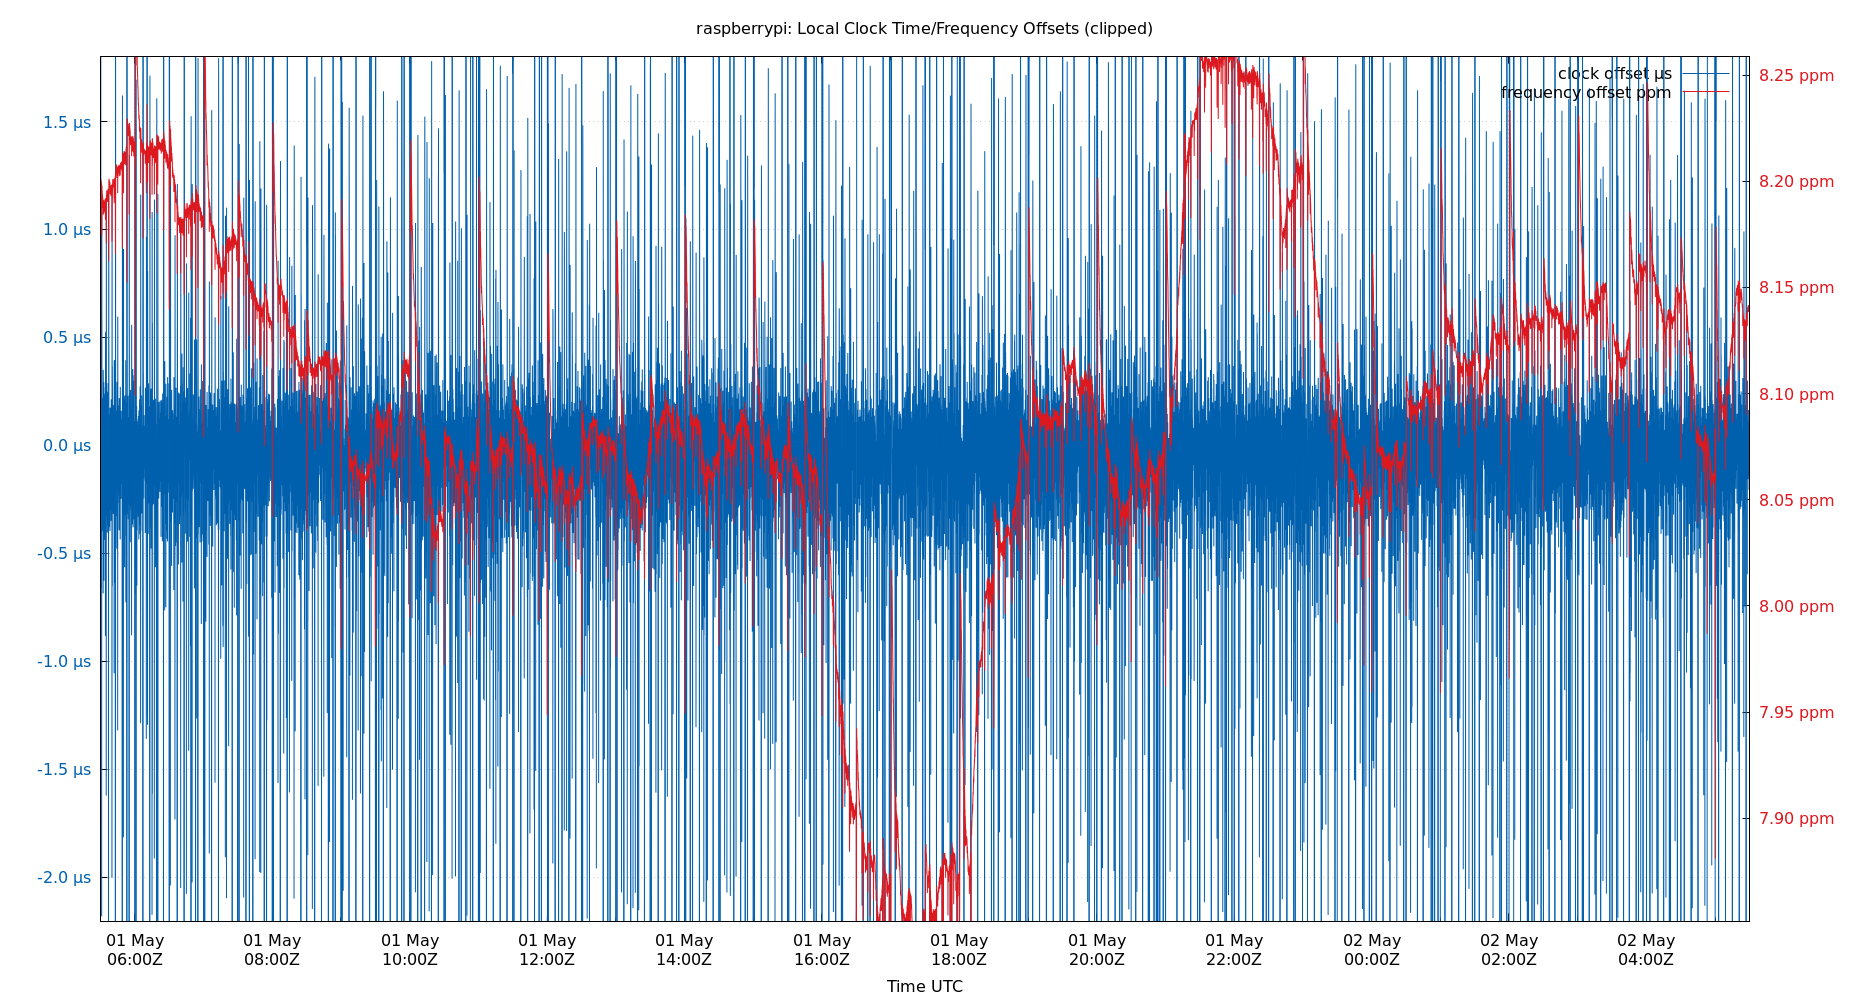 raspberrypi: Local Clock Time/Frequency Offsets (clipped)
clock offset µs
frequency offset ppm
1.5 µs
1.0 µs
0.5 µs
0.0 µs
-0.5 µs
-1.0 µs
-1.5 µs
-2.0 µs
8.25 ppm
8.20 ppm
8.15 ppm
8.10 ppm
8.05 ppm
8.00 ppm
7.95 ppm
7.90 ppm
01 May 01 May 01 May 01 May 01 May 01 May 01 May 01 May 01 May 02 May 02 May 02 May
06:00Z 08:00Z 10:00Z 12:00Z 14:00Z 16:00Z 18:00Z 20:00Z 22:00Z 00:00Z 02:00Z 04:00Z
Time UTC